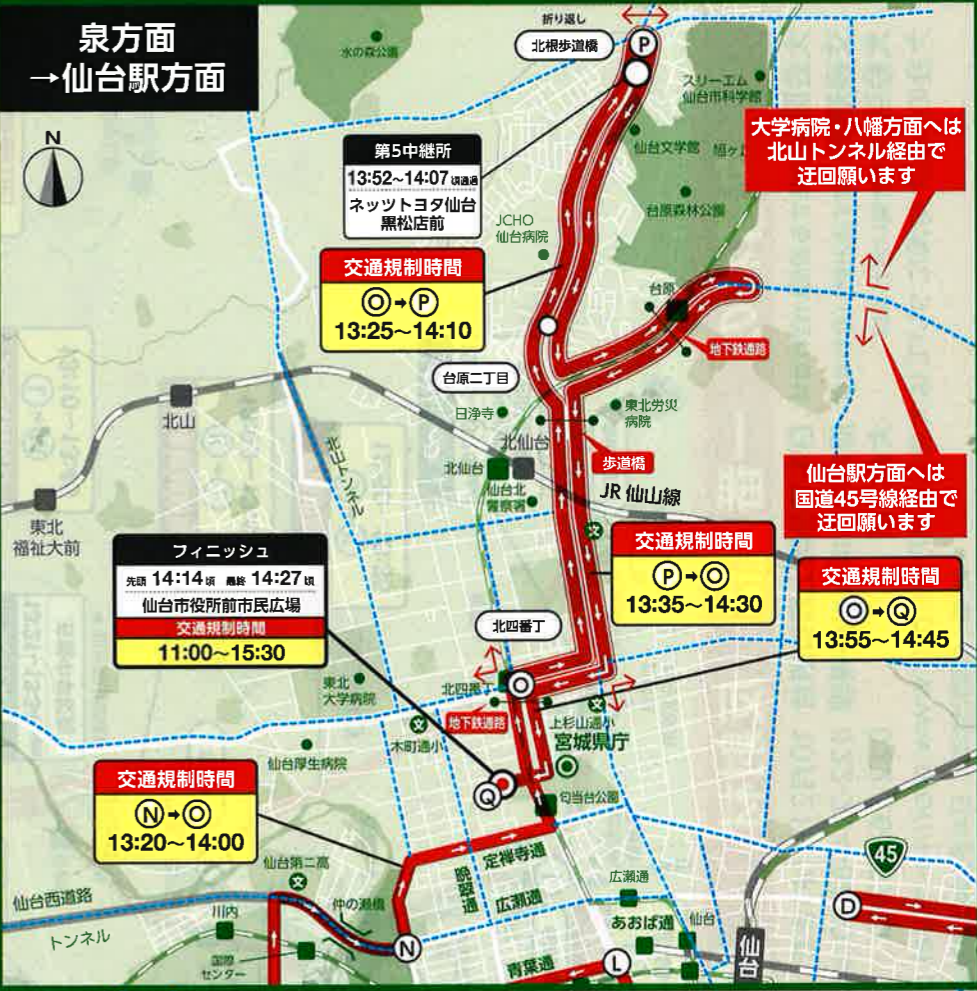 泉方面
→仙台駅方面
N
水の森公園
折り返し
北根歩道橋
P
スリーエム
仙台市科学館
大学病院・八幡方面へは
北山トンネル経由で
迂回願います
第5中継所
13:52～14:07頃通過
ネッツトヨタ仙台
黒松店前
仙台文学館
旭ヶ
台原森林公園
JCHO
仙台病院
交通規制時間
O→P
13:25～14:10
台原
地下鉄通路
台原二丁目
日浄寺
東北労災
病院
北山
北仙台
北仙台
歩道橋
仙台北
警察署
JR 仙山線
北山トンネル
仙台駅方面へは
国道45号線経由で
迂回願います
東北
福祉大前
文
フィニッシュ
先頭 14:14頃 最終 14:27頃
仙台市役所前市民広場
交通規制時間
11:00～15:30
交通規制時間
P→O
13:35～14:30
交通規制時間
O→Q
13:55～14:45
北四番丁
東北
大学病院
北四番丁
O
地下鉄通路
文
木町通小
文
上杉山通小
宮城県庁
仙台厚生病院
Q
勾当台公園
交通規制時間
N→O
13:20～14:00
定禅寺通
45
仙台第二高
文
晩翠通
広瀬通
広瀬通
仙台西道路
仲の瀬橋
川内
あおば通
仙台
D
トンネル
国際
センター
N
青葉通
L
仙台